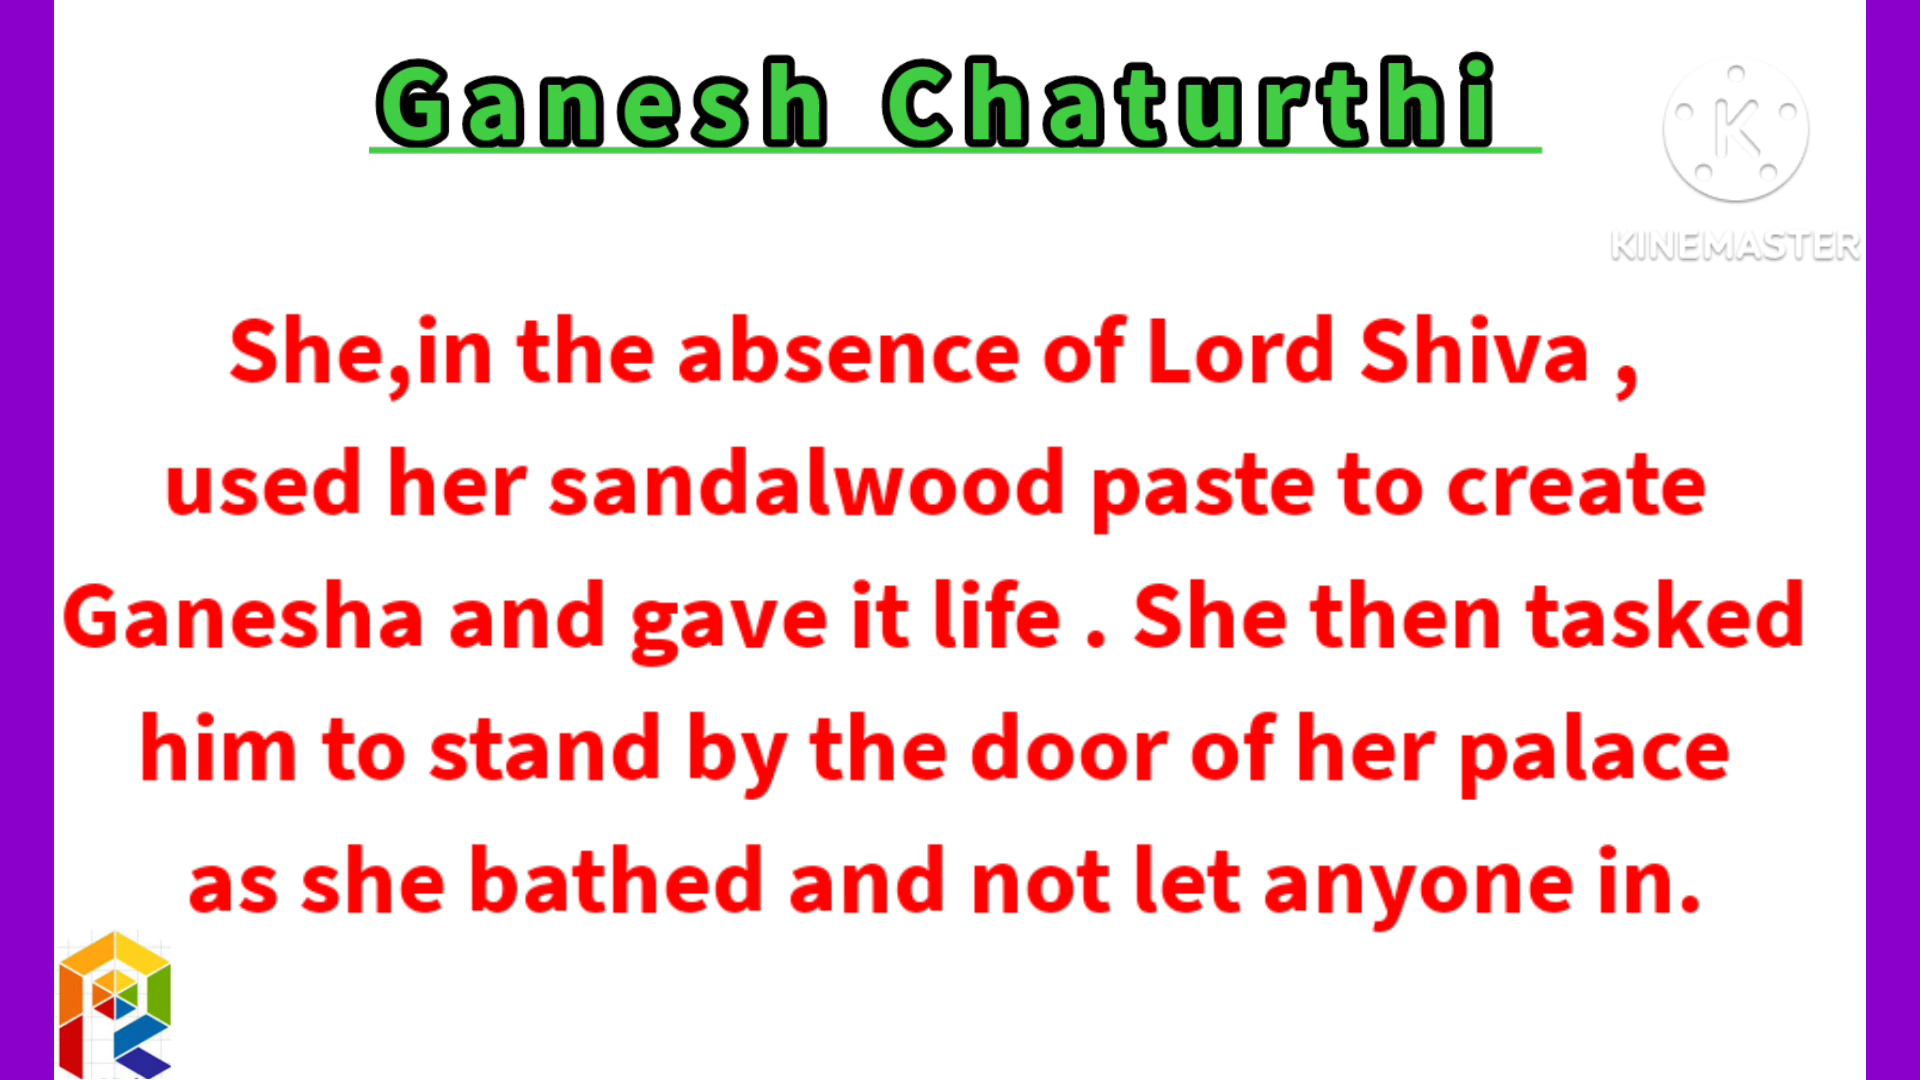 Ganesh Chaturthi
K
KINEMASTER
She,in the absence of Lord Shiva ,
used her sandalwood paste to create
Ganesha and gave it life . She then tasked
him to stand by the door of her palace
as she bathed and not let anyone in.